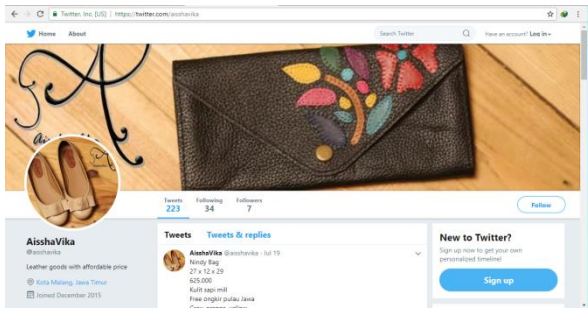 Twitter, Inc. [US] | https://twitter.com/aisshavika
Home About Search Twitter Have an account? Log in
Tweets Following Followers
223 34 7
Follow
AisshaVika
@aisshavika
Leather goods with affordable price
Kota Malang, Jawa Timur
Joined December 2015
Tweets Tweets & replies
AisshaVika @aisshavika · Jul 19
Nindy Bag
27 x 12 x 29
625.000
Kulit sapi mill
Free ongkir pulau Jawa
New to Twitter?
Sign up now to get your own
personalized timeline!
Sign up